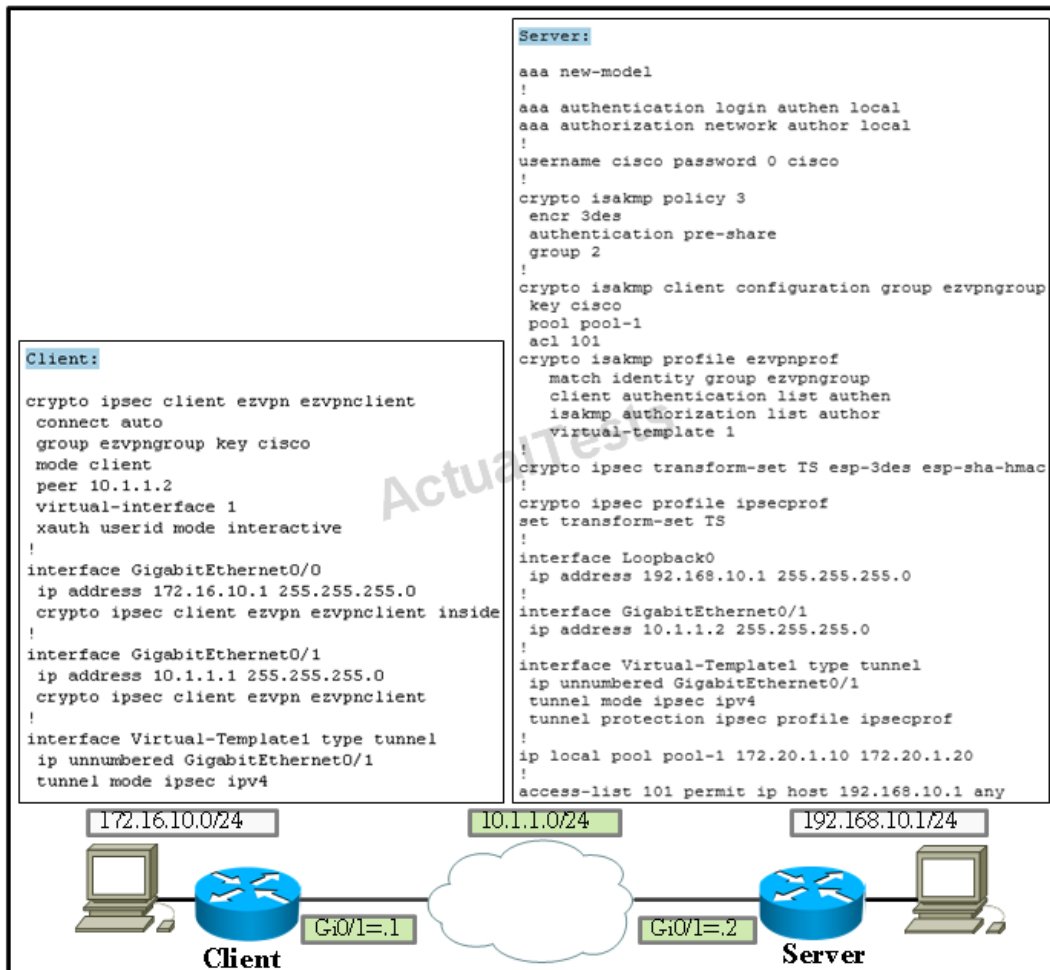 Server:
aaa new-model
!
aaa authentication login authen local
aaa authorization network author local
!
username cisco password 0 cisco
!
crypto isakmp policy 3
encr 3des
authentication pre-share
group 2
!
crypto isakmp client configuration group ezvpngroup
key cisco
pool pool-1
acl 101
crypto isakmp profile ezvpnprof
match identity group ezvpngroup
client authentication list authen
isakmp authorization list author
virtual-template 1
!
crypto ipsec transform-set TS esp-3des esp-sha-hmac
!
crypto ipsec profile ipsecprof
set transform-set TS
!
interface Loopback0
ip address 192.168.10.1 255.255.255.0
!
interface GigabitEthernet0/1
ip address 10.1.1.2 255.255.255.0
!
interface Virtual-Template1 type tunnel
ip unnumbered GigabitEthernet0/1
tunnel mode ipsec ipv4
tunnel protection ipsec profile ipsecprof
!
ip local pool pool-1 172.20.1.10 172.20.1.20
!
access-list 101 permit ip host 192.168.10.1 any
Client:
crypto ipsec client ezvpn ezvpnclient
connect auto
group ezvpngroup key cisco
mode client
peer 10.1.1.2
virtual-interface 1
xauth userid mode interactive
!
interface GigabitEthernet0/0
ip address 172.16.10.1 255.255.255.0
crypto ipsec client ezvpn ezvpnclient inside
!
interface GigabitEthernet0/1
ip address 10.1.1.1 255.255.255.0
crypto ipsec client ezvpn ezvpnclient
!
interface Virtual-Template1 type tunnel
ip unnumbered GigabitEthernet0/1
tunnel mode ipsec ipv4
ActualTests
172.16.10.0/24
10.1.1.0/24
192.168.10.1/24
Gi0/1=.1
Gi0/1=.2
Client
Server